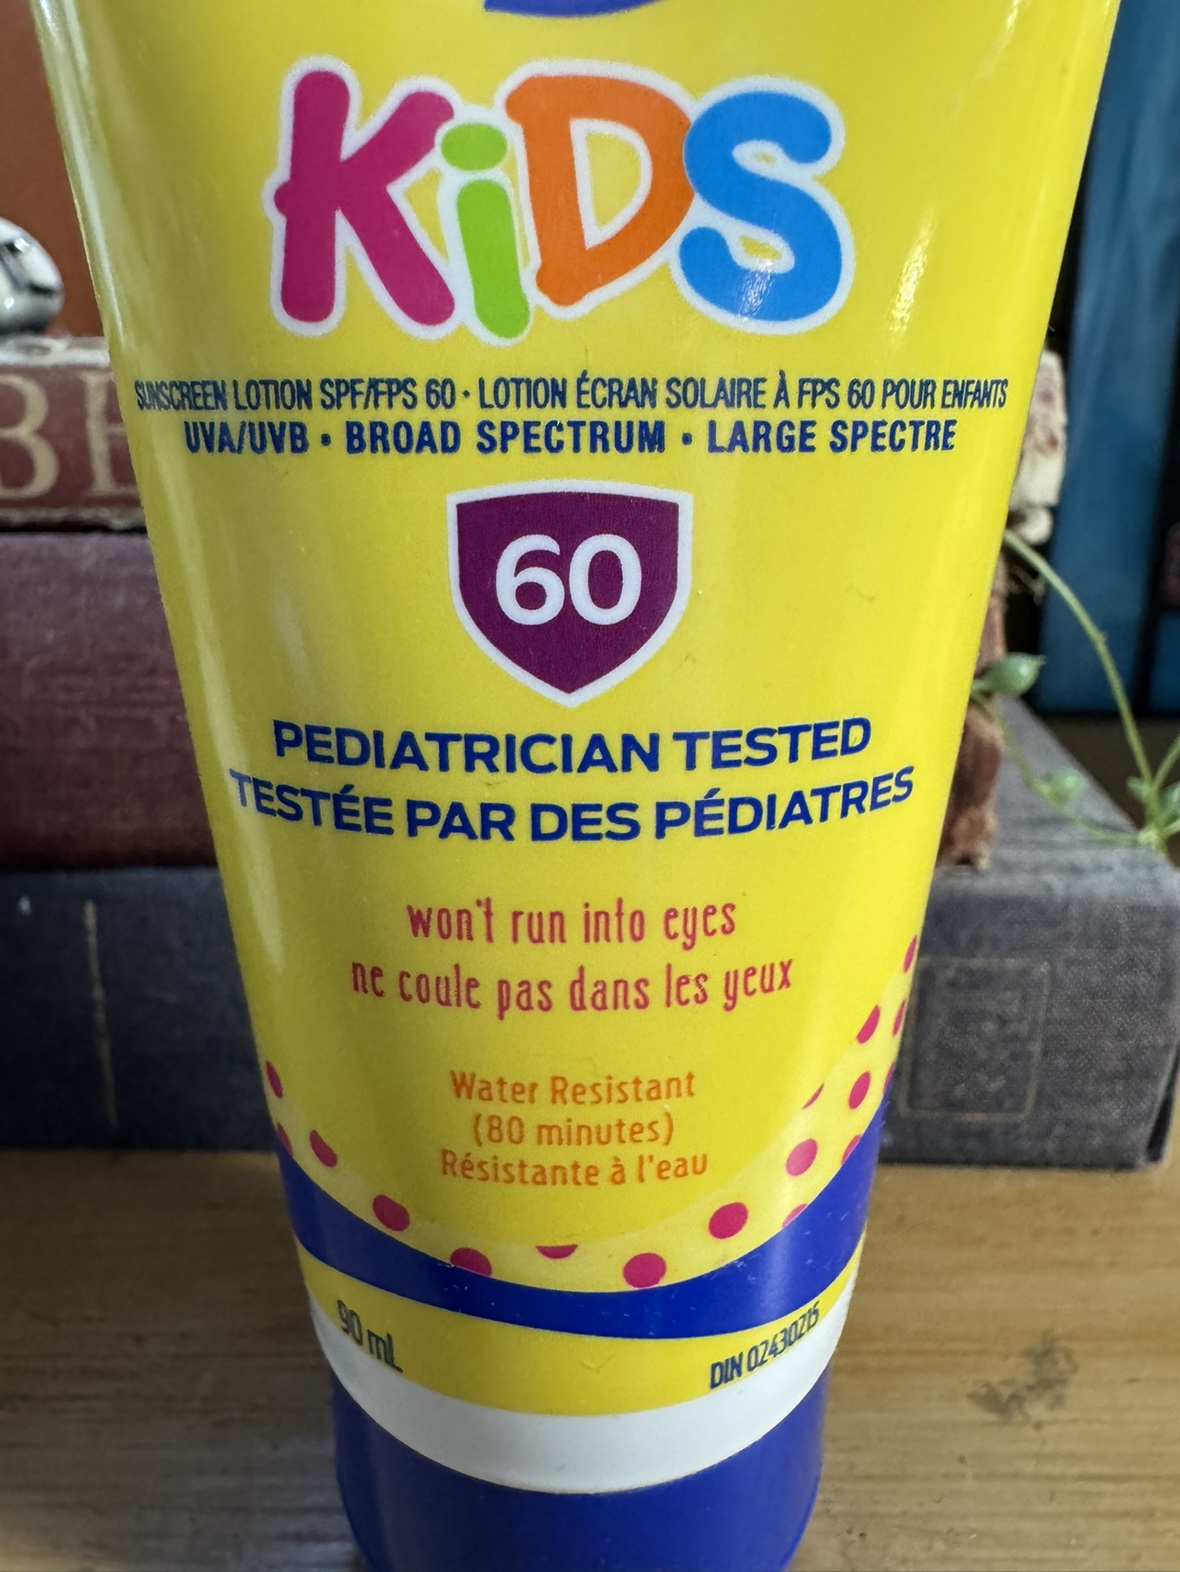 KiDS
SUNSCREEN LOTION SPF/FPS 60 • LOTION ÉCRAN SOLAIRE À FPS 60 POUR ENFANTS
UVA/UVB • BROAD SPECTRUM • LARGE SPECTRE
60
PEDIATRICIAN TESTED
TESTÉE PAR DES PÉDIATRES
won't run into eyes
ne coule pas dans les yeux
Water Resistant
(80 minutes)
Résistante à l'eau
90 mL
DIN 02430215